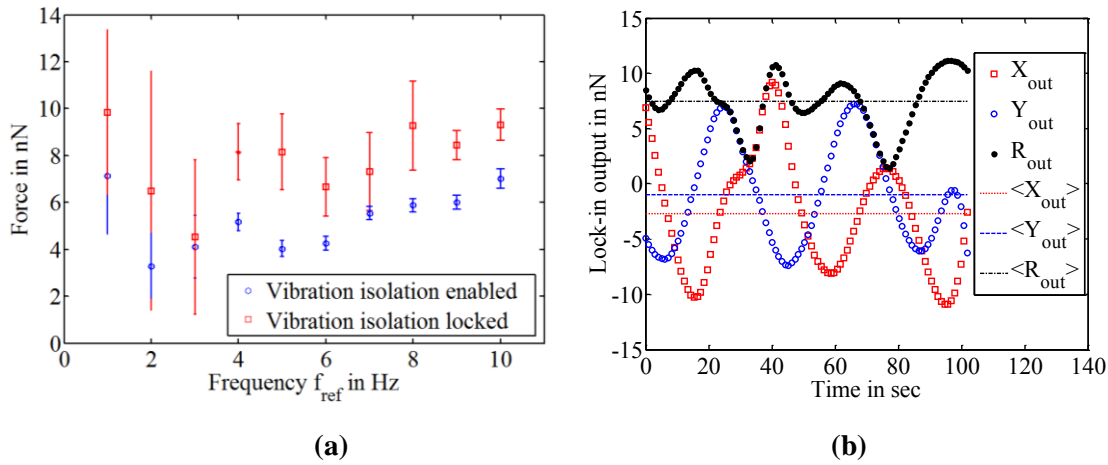 14
12
10
8
6
4
2
0
0
2
4
6
8
10
Force in nN
Frequency f_ref in Hz
Vibration isolation enabled
Vibration isolation locked
(a)
15
10
5
0
-5
-10
-15
0
20
40
60
80
100
120
140
Lock-in output in nN
Time in sec
X_out
Y_out
R_out
<X_out>
<Y_out>
<R_out>
(b)